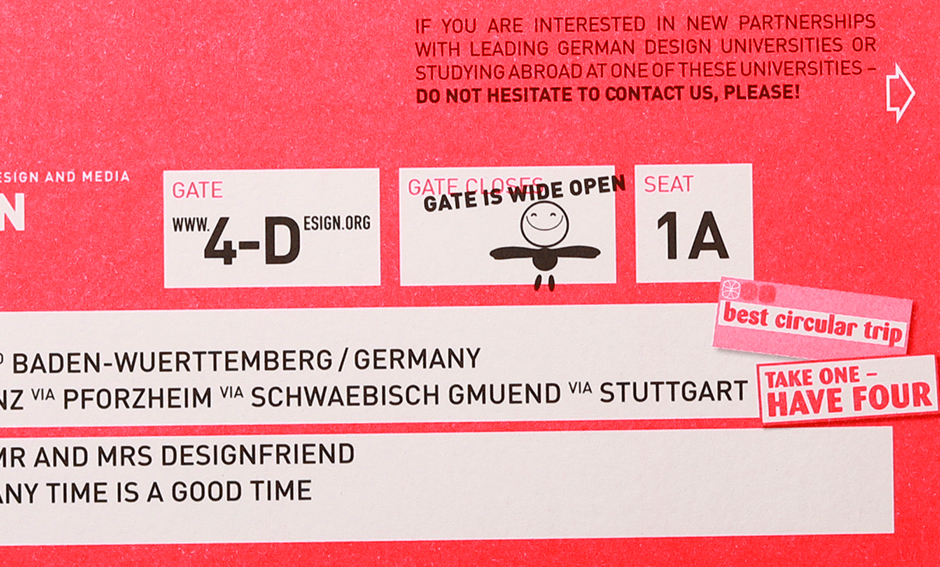 IF YOU ARE INTERESTED IN NEW PARTNERSHIPS
WITH LEADING GERMAN DESIGN UNIVERSITIES OR
STUDYING ABROAD AT ONE OF THESE UNIVERSITIES –
DO NOT HESITATE TO CONTACT US, PLEASE!
ESIGN AND MEDIA
N
GATE
WWW.4-DESIGN.ORG
GATE CLOSES
GATE IS WIDE OPEN
SEAT
1A
best circular trip
BADEN-WUERTTEMBERG / GERMANY
NZ VIA PFORZHEIM VIA SCHWAEBISCH GMUEND VIA STUTTGART
TAKE ONE –
HAVE FOUR
MR AND MRS DESIGNFRIEND
ANY TIME IS A GOOD TIME